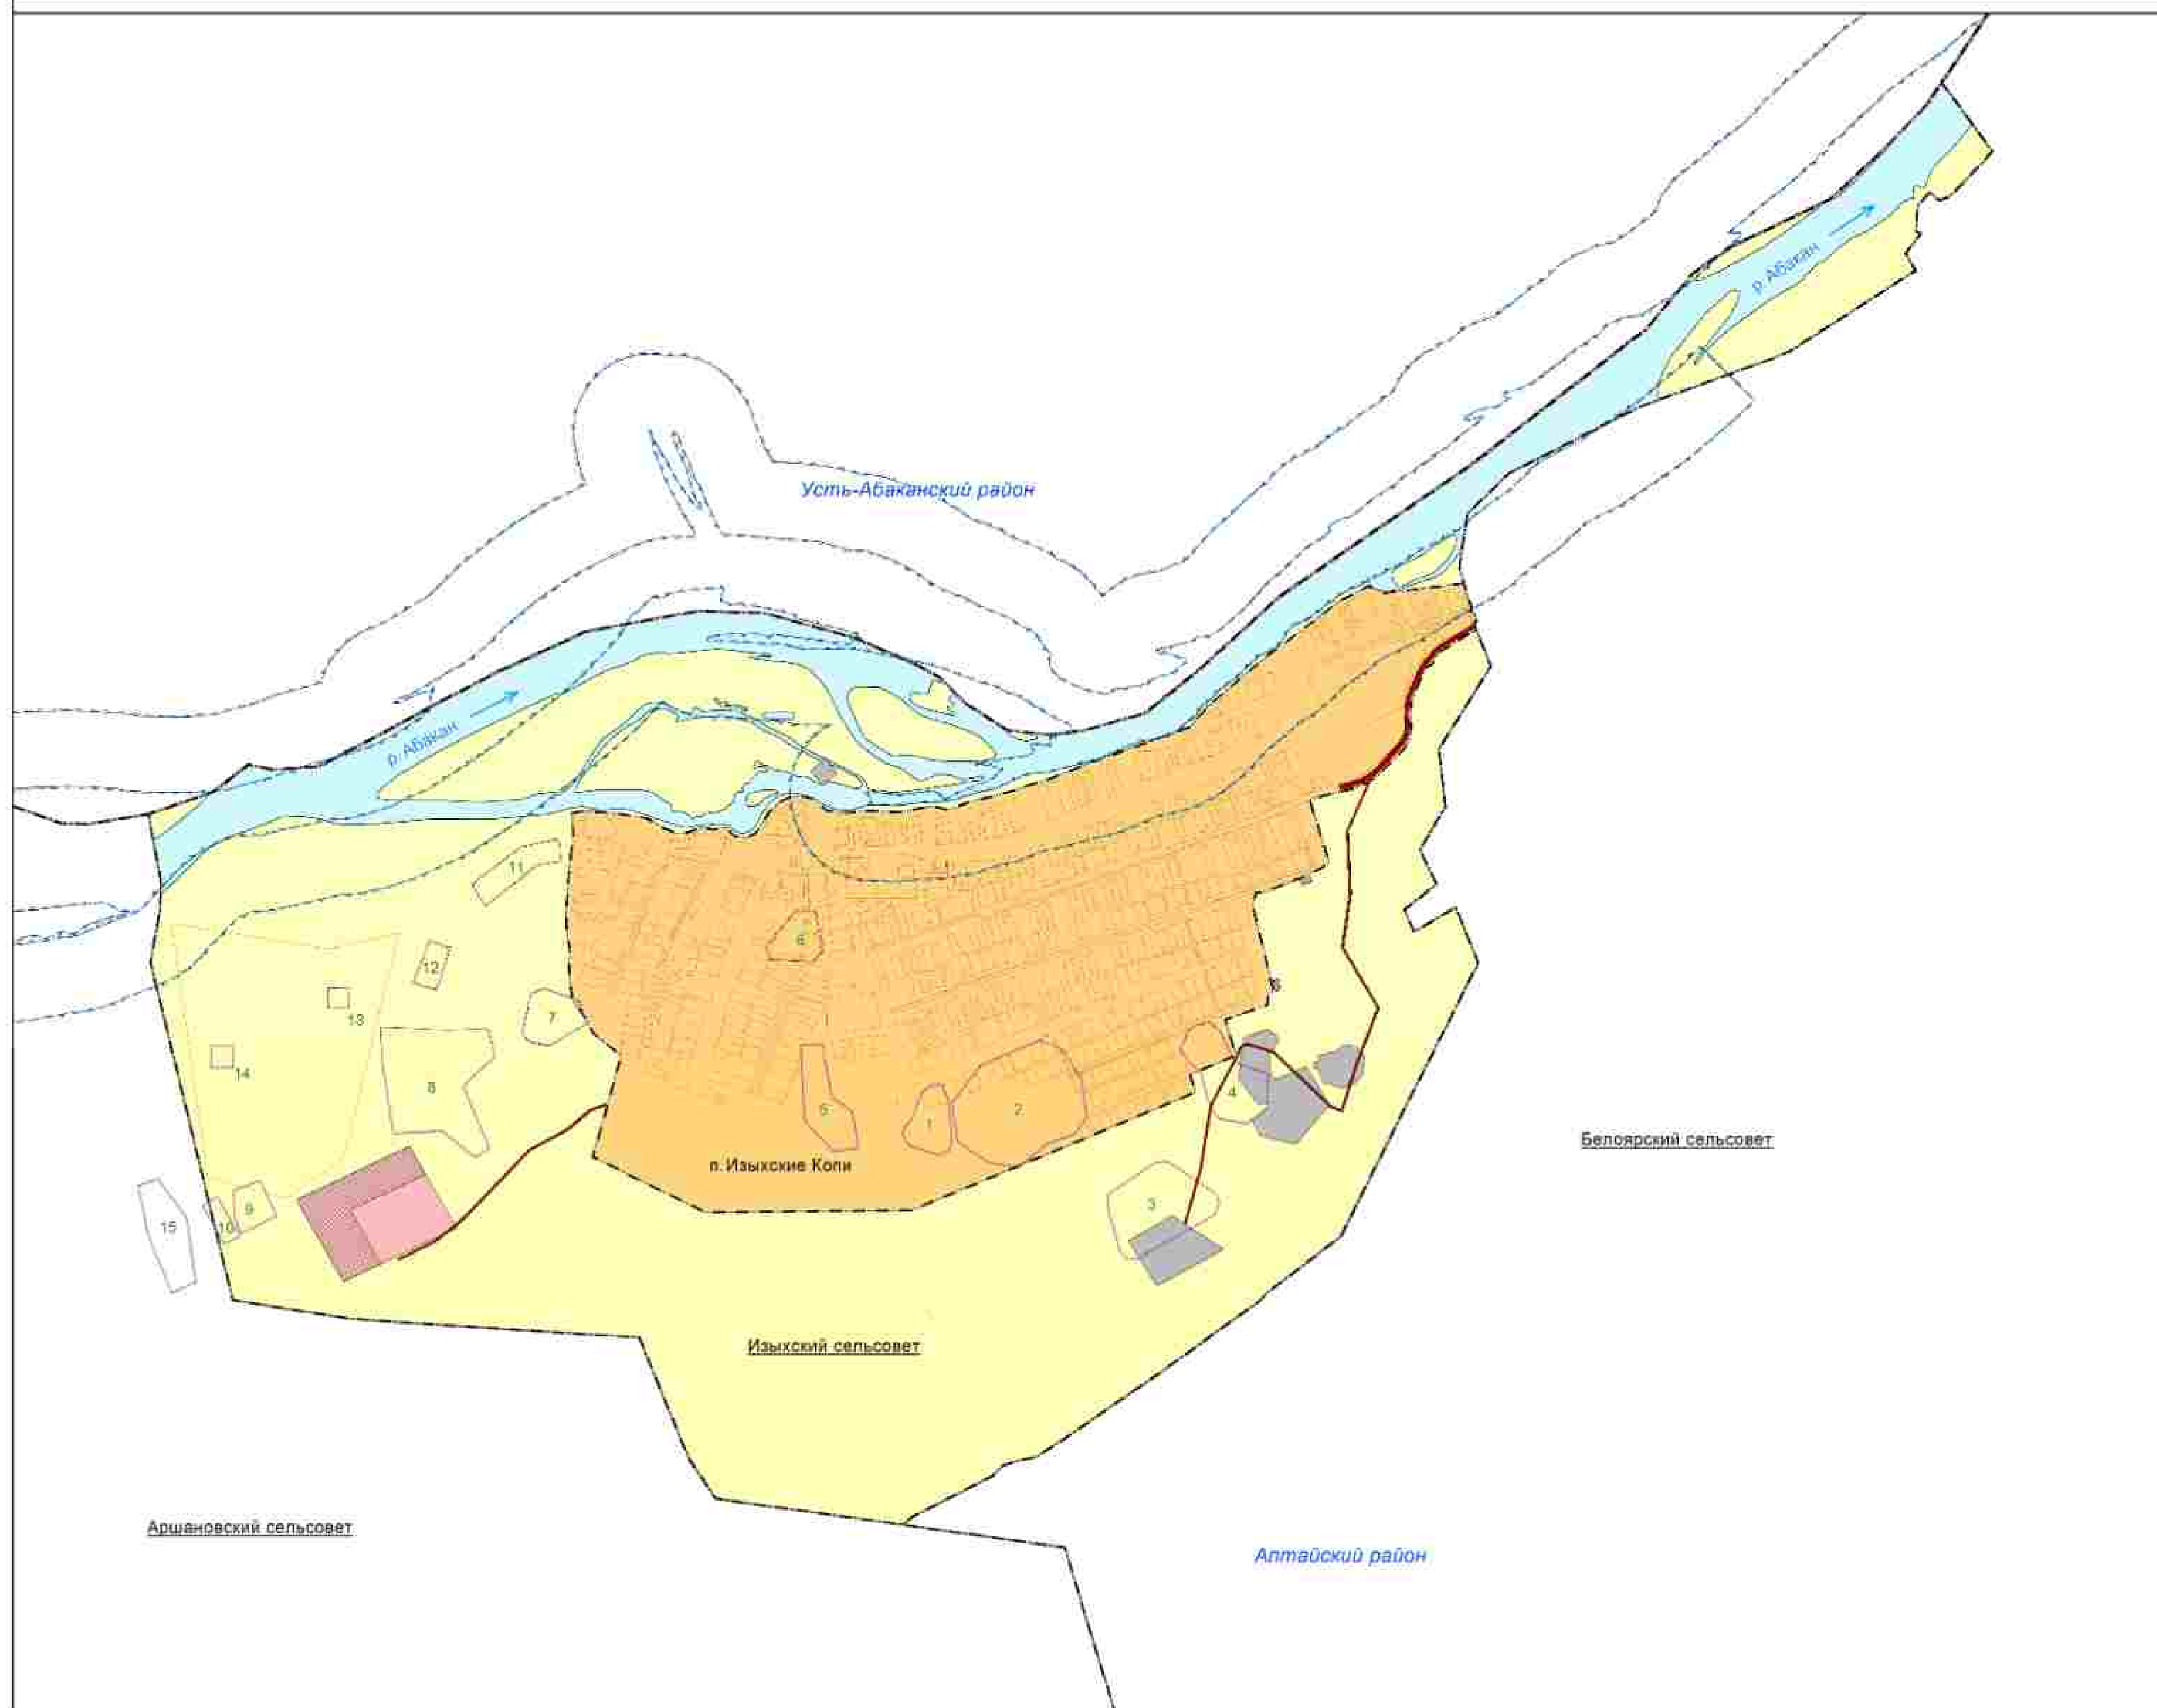 р. Абакан
Усть-Абаканский район
р. Абакан
11
6
12
13
7
14
8
5
1
2
4
Белоярский сельсовет
п. Изыхские Копи
3
9
10
15
Изыхский сельсовет
Аршановский сельсовет
Алтайский район